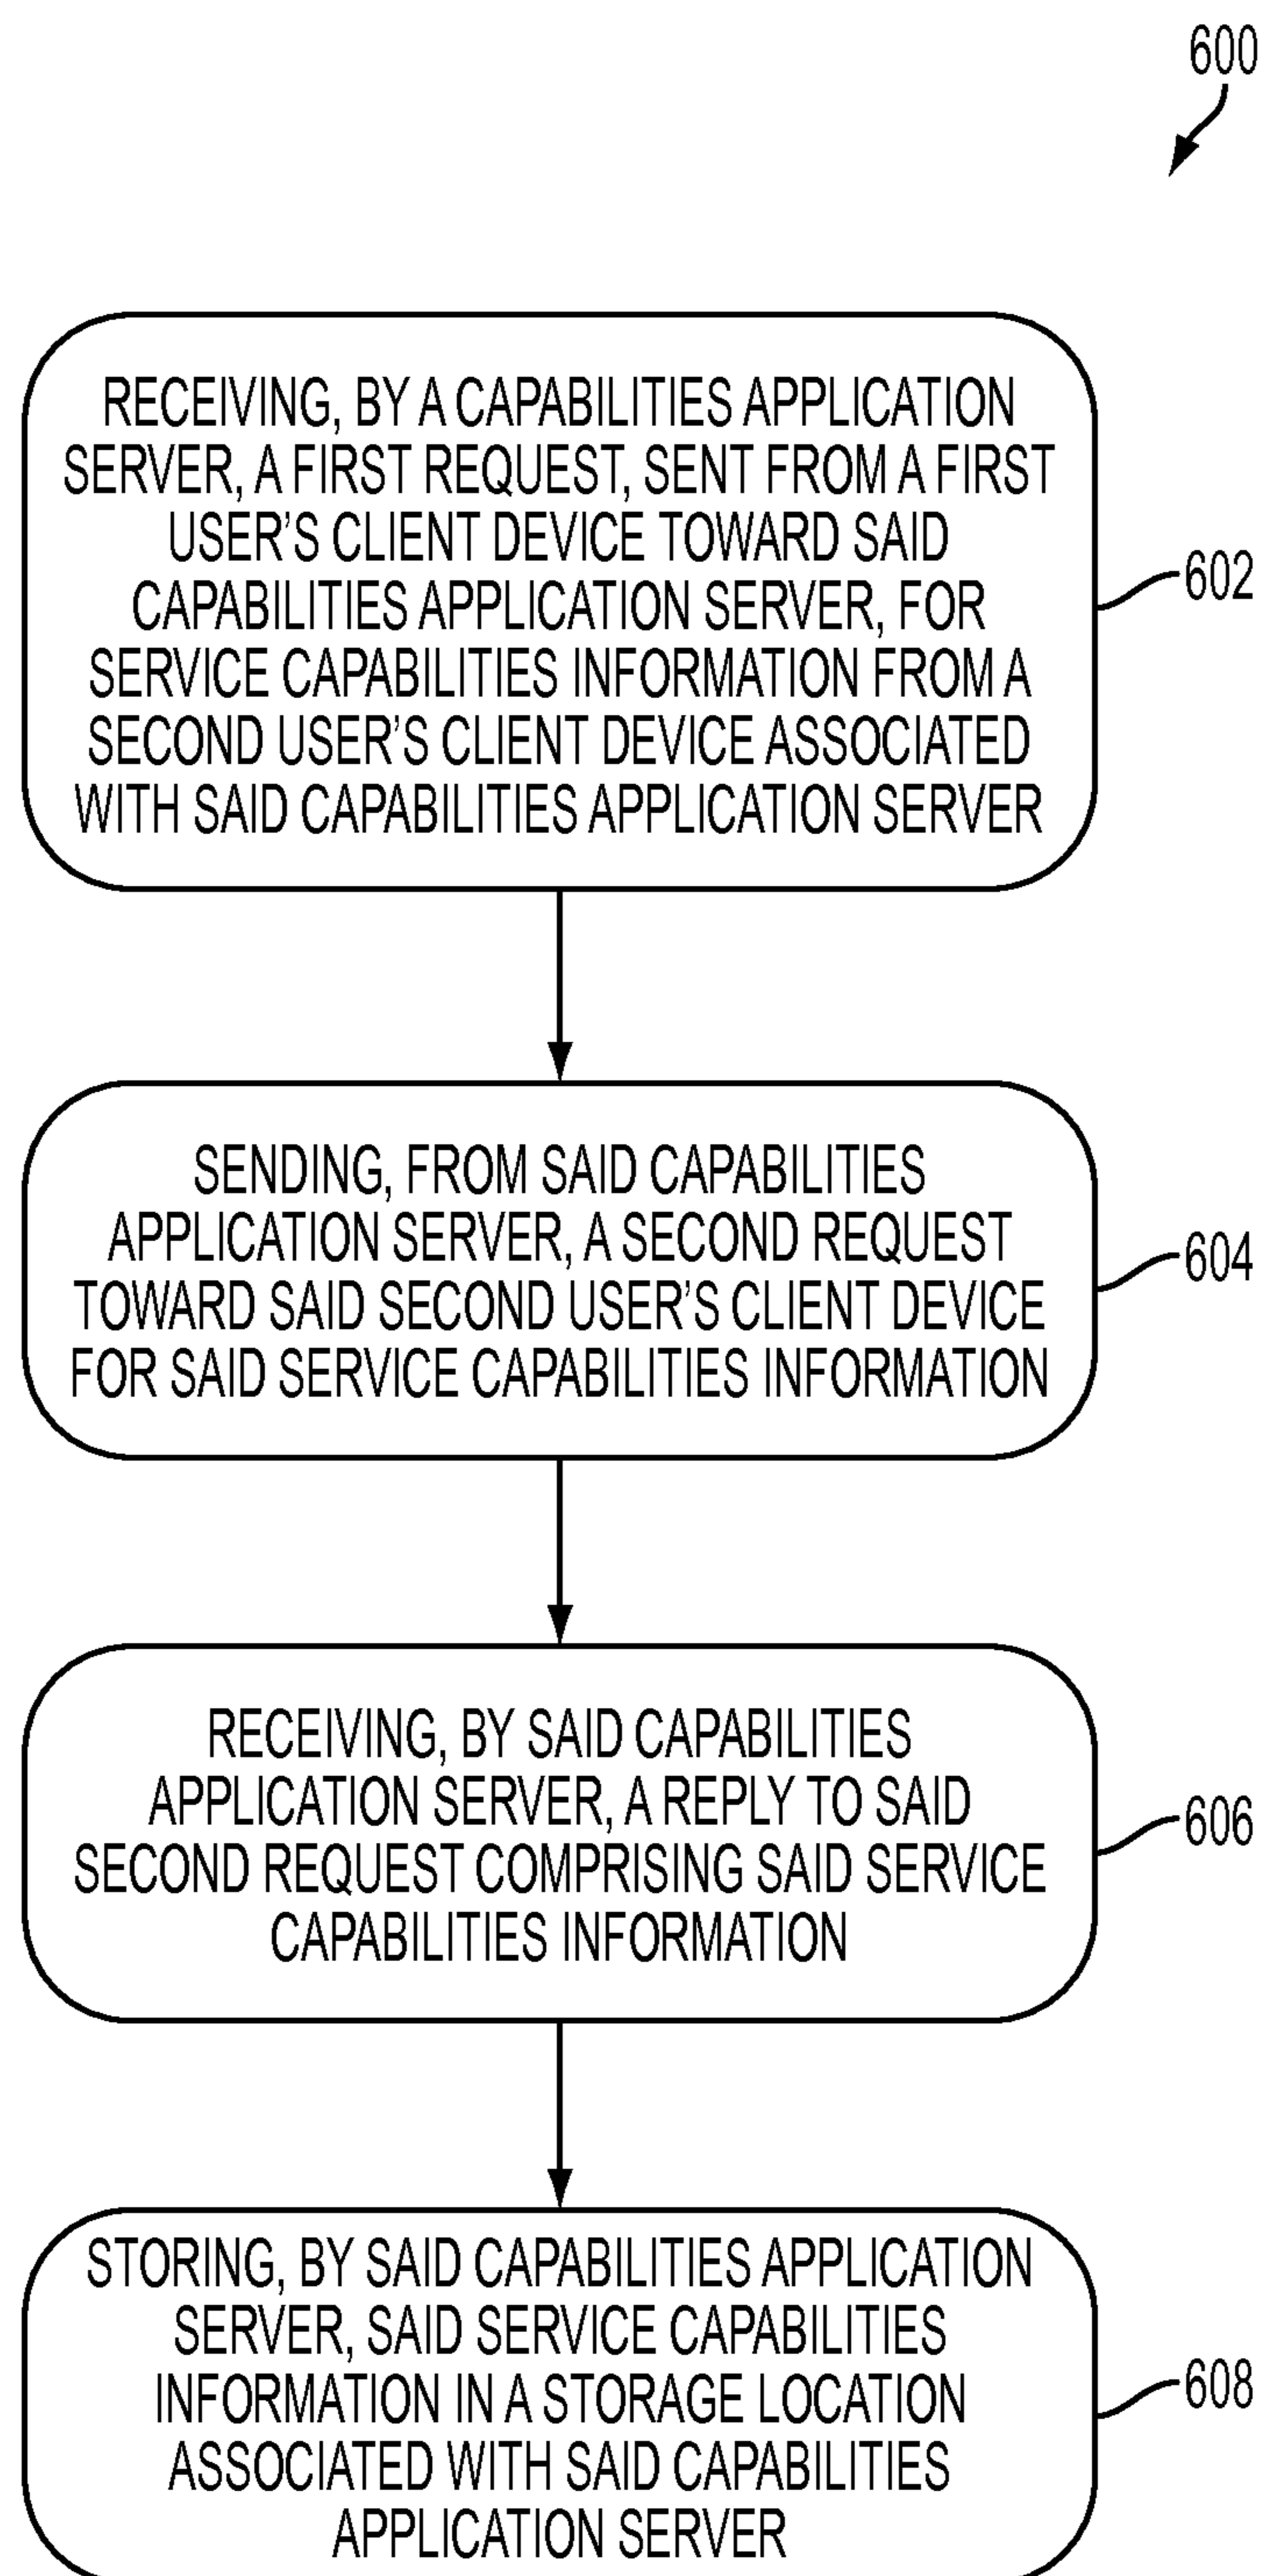 600
RECEIVING, BY A CAPABILITIES APPLICATION
SERVER, A FIRST REQUEST, SENT FROM A FIRST
USER'S CLIENT DEVICE TOWARD SAID
CAPABILITIES APPLICATION SERVER, FOR
SERVICE CAPABILITIES INFORMATION FROM A
SECOND USER'S CLIENT DEVICE ASSOCIATED
WITH SAID CAPABILITIES APPLICATION SERVER
602
SENDING, FROM SAID CAPABILITIES
APPLICATION SERVER, A SECOND REQUEST
TOWARD SAID SECOND USER'S CLIENT DEVICE
FOR SAID SERVICE CAPABILITIES INFORMATION
604
RECEIVING, BY SAID CAPABILITIES
APPLICATION SERVER, A REPLY TO SAID
SECOND REQUEST COMPRISING SAID SERVICE
CAPABILITIES INFORMATION
606
STORING, BY SAID CAPABILITIES APPLICATION
SERVER, SAID SERVICE CAPABILITIES
INFORMATION IN A STORAGE LOCATION
ASSOCIATED WITH SAID CAPABILITIES
APPLICATION SERVER
608